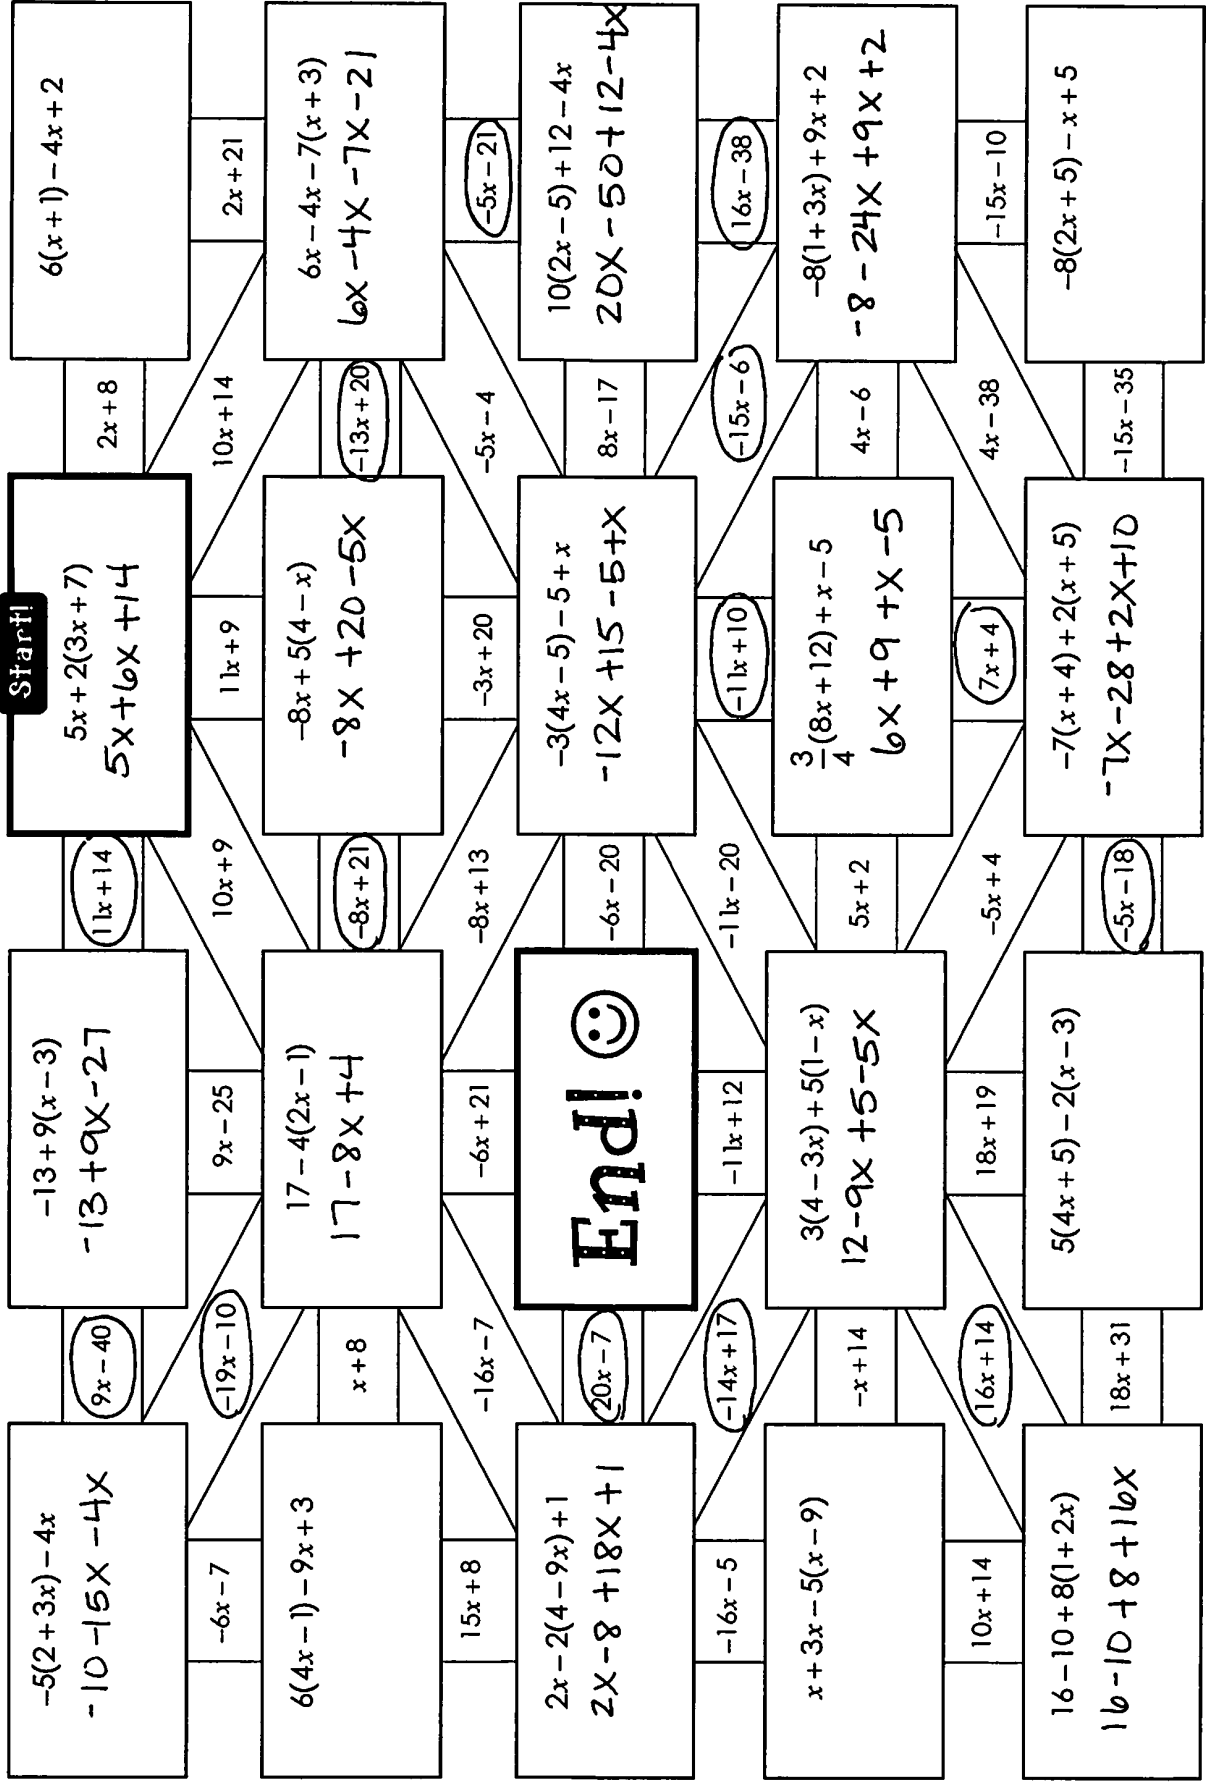 Start!
-5(2+3x)-4x
-10-15x-4x
9x-40
-13+9(x-3)
-13+9x-27
11x+14
5x+2(3x+7)
5x+6x+14
2x+8
6(x+1)-4x+2
-6x-7
-19x-10
9x-25
10x+9
11x+9
10x+14
2x+21
6(4x-1)-9x+3
x+8
17-4(2x-1)
17-8x+4
-8x+21
-8x+5(4-x)
-8x+20-5x
-13x+20
6x-4x-7(x+3)
6x-4x-7x-21
15x+8
-16x-7
-6x+21
-8x+13
-3x+20
-5x-4
-5x-21
2x-2(4-9x)+1
2x-8+18x+1
20x-7
End!
-6x-20
-3(4x-5)-5+x
-12x+15-5+x
8x-17
10(2x-5)+12-4x
20x-50+12-4x
-16x-5
-14x+17
-11x+12
-11x-20
-11x+10
-15x-6
16x-38
x+3x-5(x-9)
-x+14
3(4-3x)+5(1-x)
12-9x+5-5x
5x+2
3/4(8x+12)+x-5
6x+9+x-5
4x-6
-8(1+3x)+9x+2
-8-24x+9x+2
10x+14
16x+14
18x+19
-5x+4
7x+4
4x-38
-15x-10
16-10+8(1+2x)
16-10+8+16x
18x+31
5(4x+5)-2(x-3)
-5x-18
-7(x+4)+2(x+5)
-7x-28+2x+10
-15x-35
-8(2x+5)-x+5